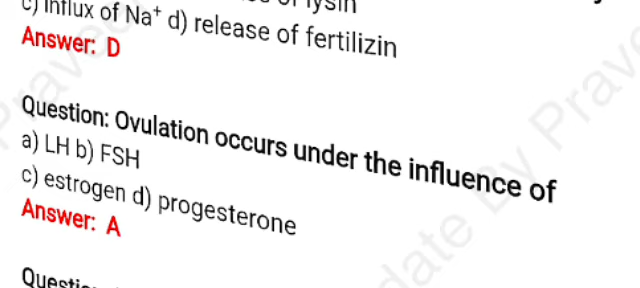 c) influx of Na⁺ d) release of fertilizin
Answer: D
Question: Ovulation occurs under the influence of
a) LH b) FSH
c) estrogen d) progesterone
Answer: A